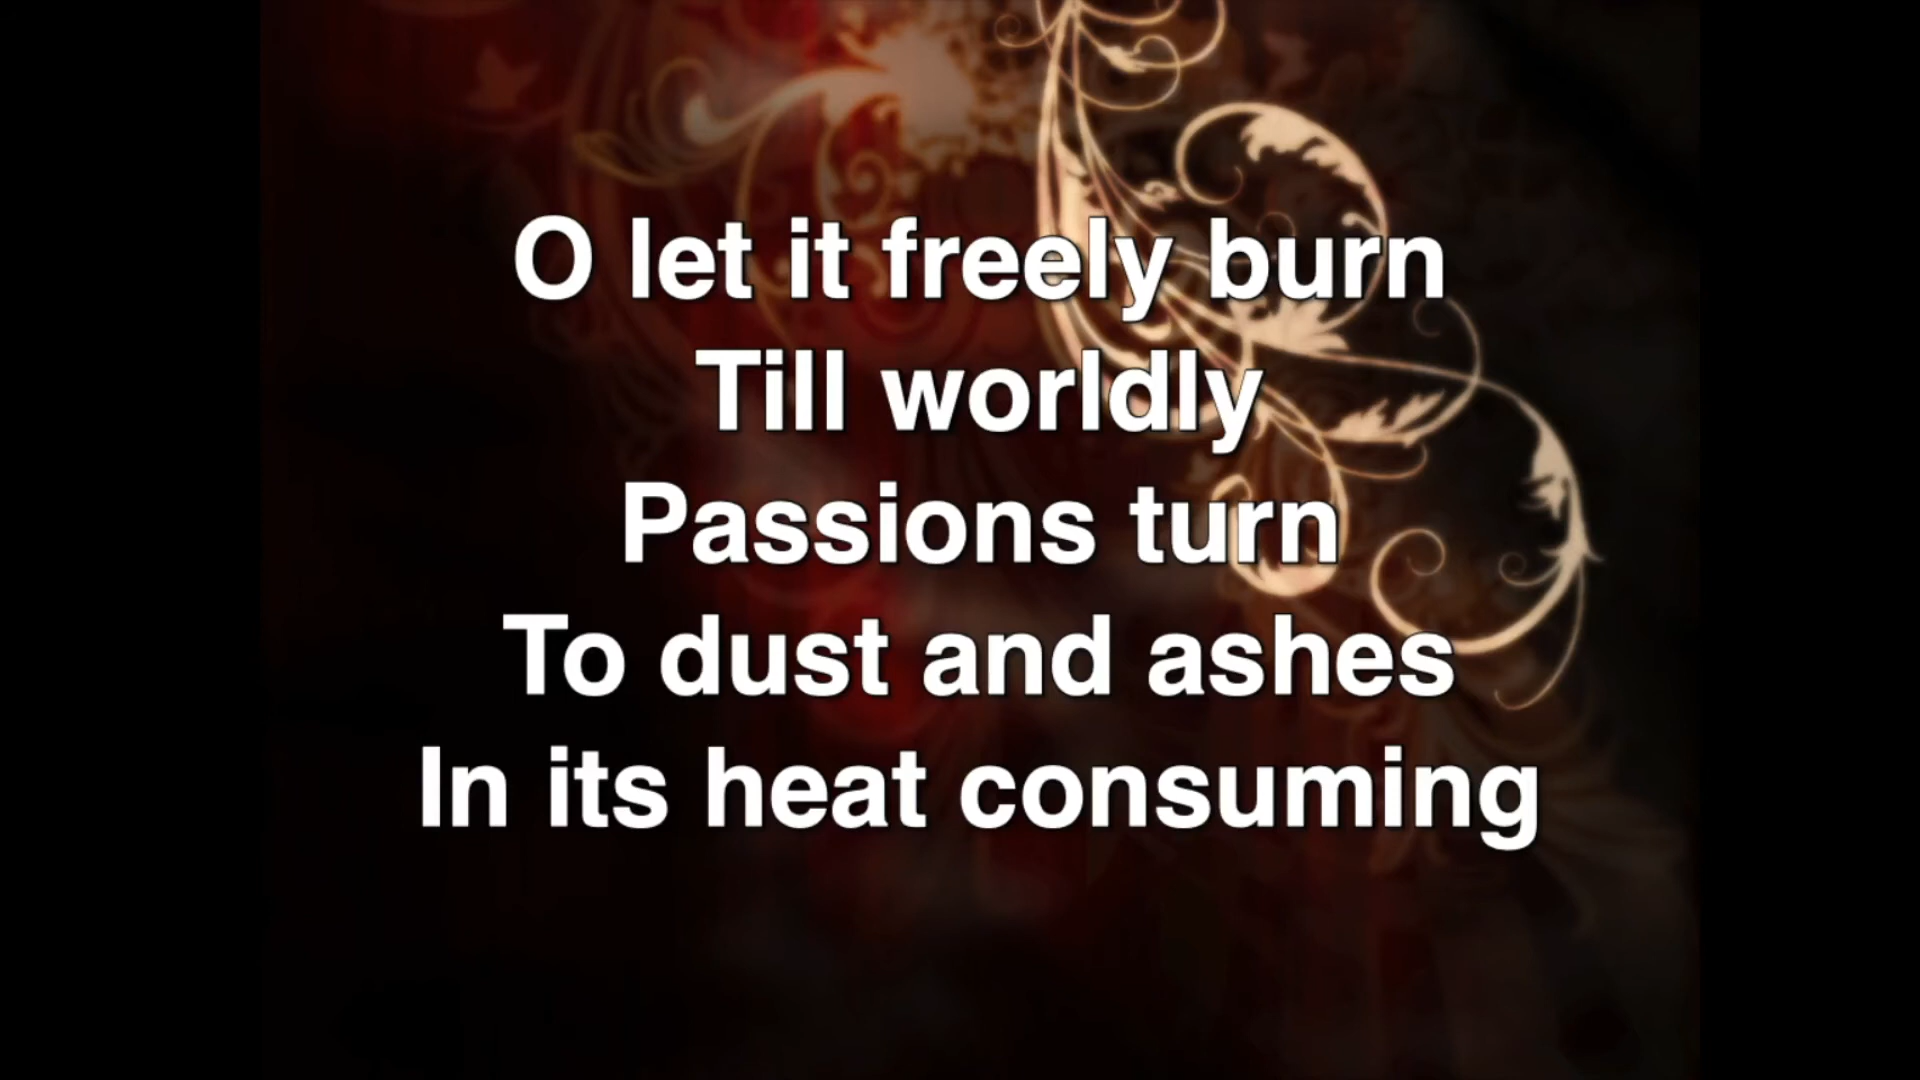 O let it freely burn
Till worldly
Passions turn
To dust and ashes
In its heat consuming